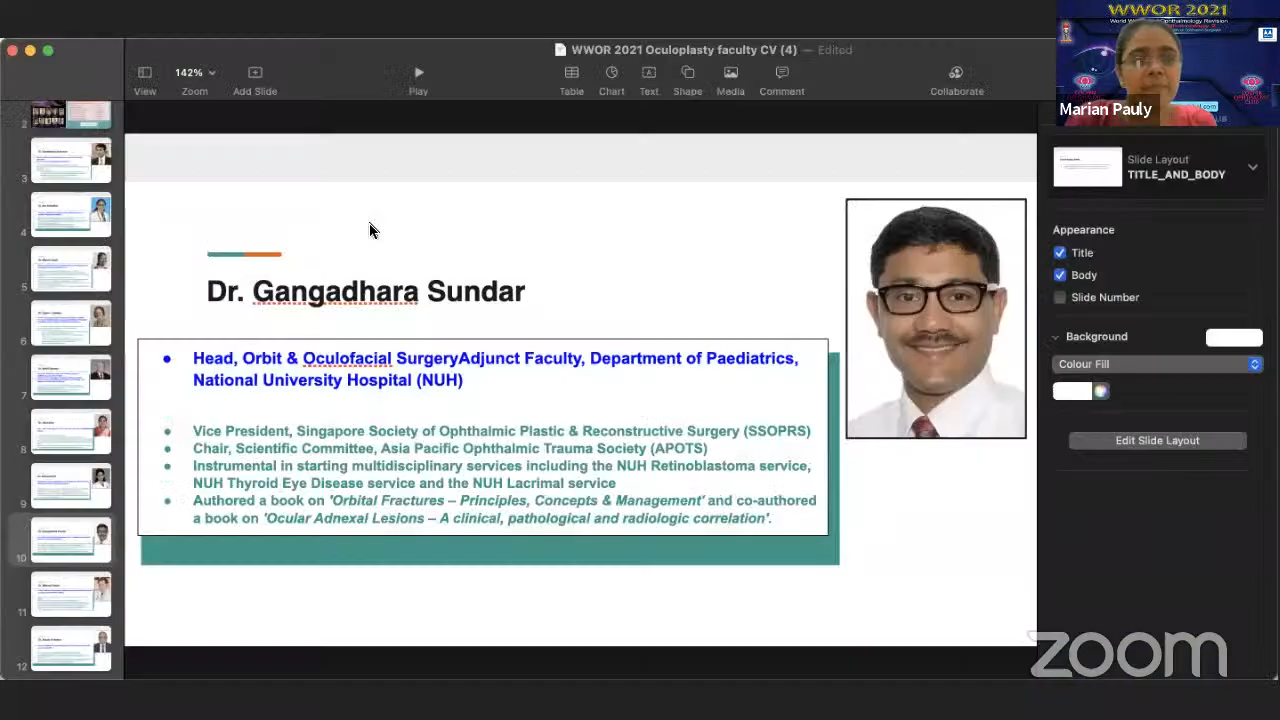 WWOR 2021
WWOR 2021 Oculoplasty faculty CV (4) — Edited
142%
View
Zoom
Add Slide
Play
Table
Chart
Text
Shape
Media
Comment
Collaborate
Marian Pauly
2
3
4
5
6
7
8
9
10
11
12
Dr. Gangadhara Sundar
• Head, Orbit & Oculofacial SurgeryAdjunct Faculty, Department of Paediatrics,
National University Hospital (NUH)
• Vice President, Singapore Society of Ophthalmic Plastic & Reconstructive Surgery (SSOPRS)
• Chair, Scientific Committee, Asia Pacific Ophthalmic Trauma Society (APOTS)
• Instrumental in starting multidisciplinary services including the NUH Retinoblastoma service,
NUH Thyroid Eye Disease service and the NUH Lacrimal service
• Authored a book on 'Orbital Fractures – Principles, Concepts & Management' and co-authored
a book on 'Ocular Adnexal Lesions – A clinical, pathological and radiologic correlation'.
Slide Layout
TITLE_AND_BODY
Appearance
Title
Body
Slide Number
Background
Colour Fill
Edit Slide Layout
zoom